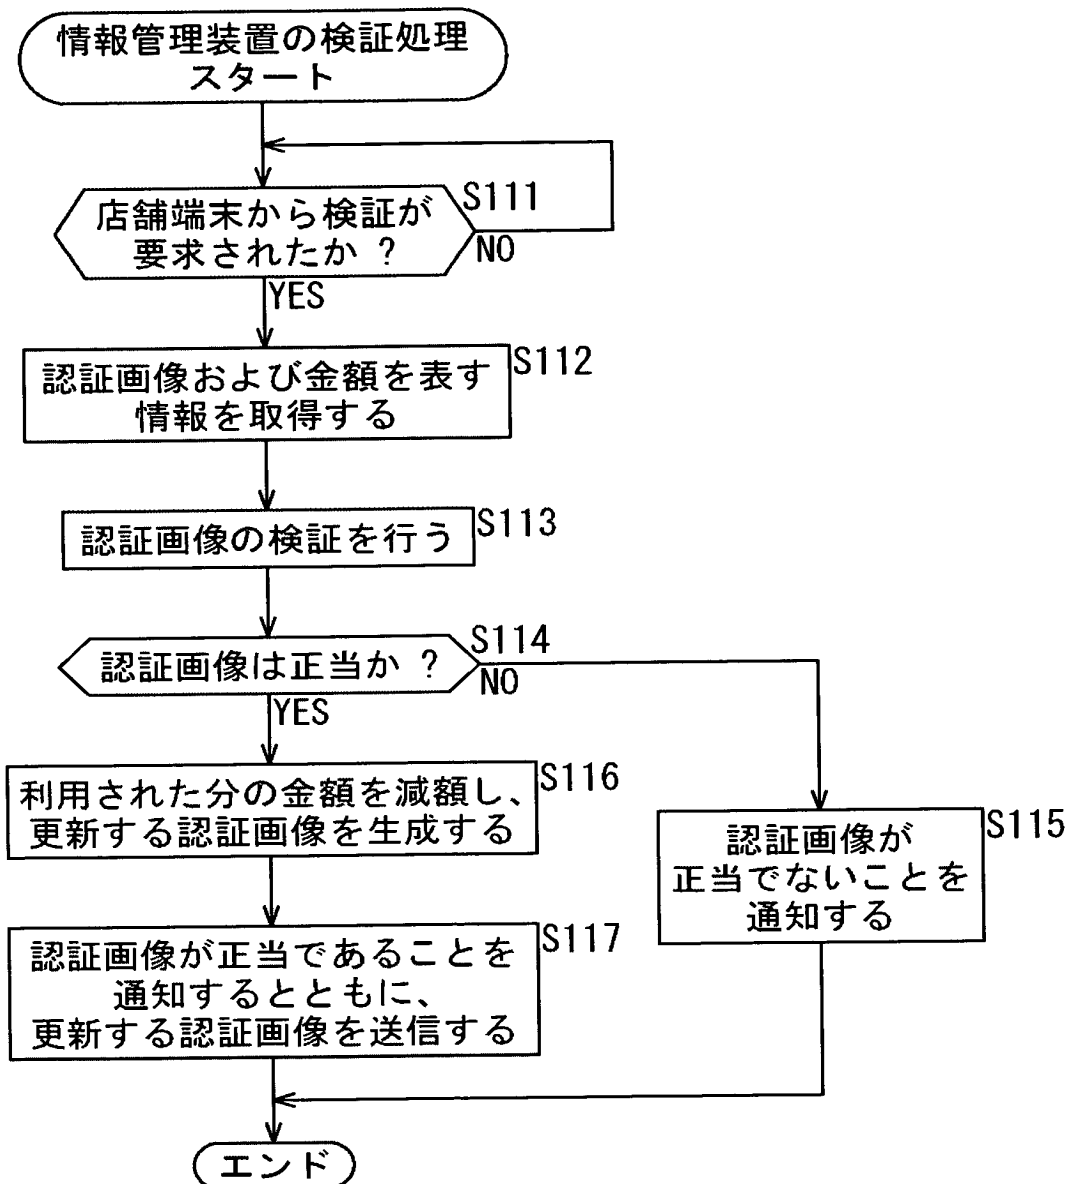 情報管理装置の検証処理
スタート
店舗端末から検証が
要求されたか ?
S111
NO
YES
認証画像および金額を表す
情報を取得する
S112
認証画像の検証を行う
S113
認証画像は正当か ?
S114
NO
YES
利用された分の金額を減額し、
更新する認証画像を生成する
S116
認証画像が
正当でないことを
通知する
S115
認証画像が正当であることを
通知するとともに、
更新する認証画像を送信する
S117
エンド